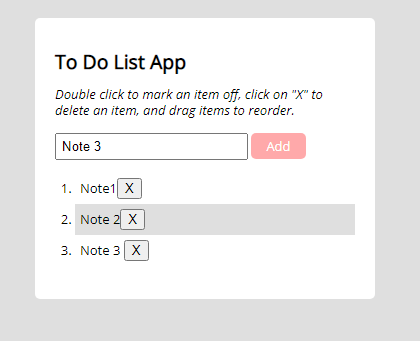 To Do List App
Double click to mark an item off, click on "X" to
delete an item, and drag items to reorder.
Note 3 Add
1. Note1 X
2. Note 2 X
3. Note 3 X